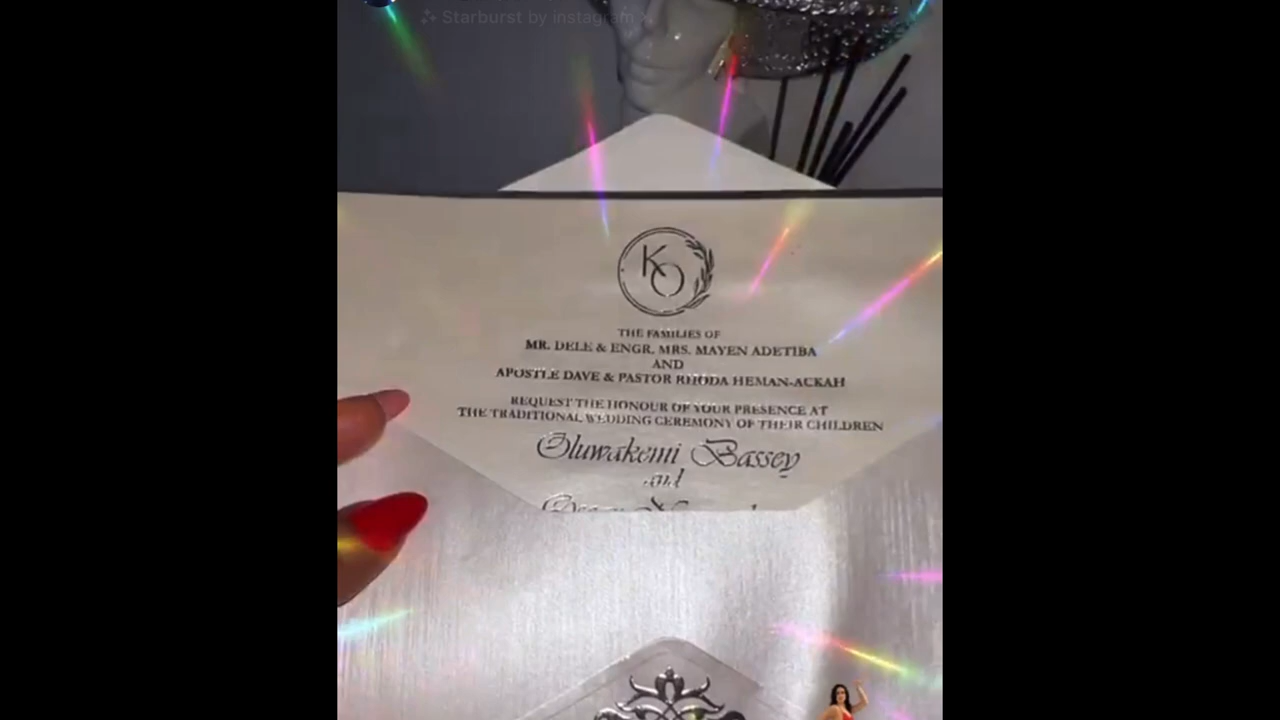 Starburst by instagram
KO
THE FAMILIES OF
MR. DELE & ENGR. MRS. MAYEN ADETIBA
AND
APOSTLE DAVE & PASTOR RHODA HEMAN-ACKAH
REQUEST THE HONOUR OF YOUR PRESENCE AT
THE TRADITIONAL WEDDING CEREMONY OF THEIR CHILDREN
Oluwakemi Bassey
and